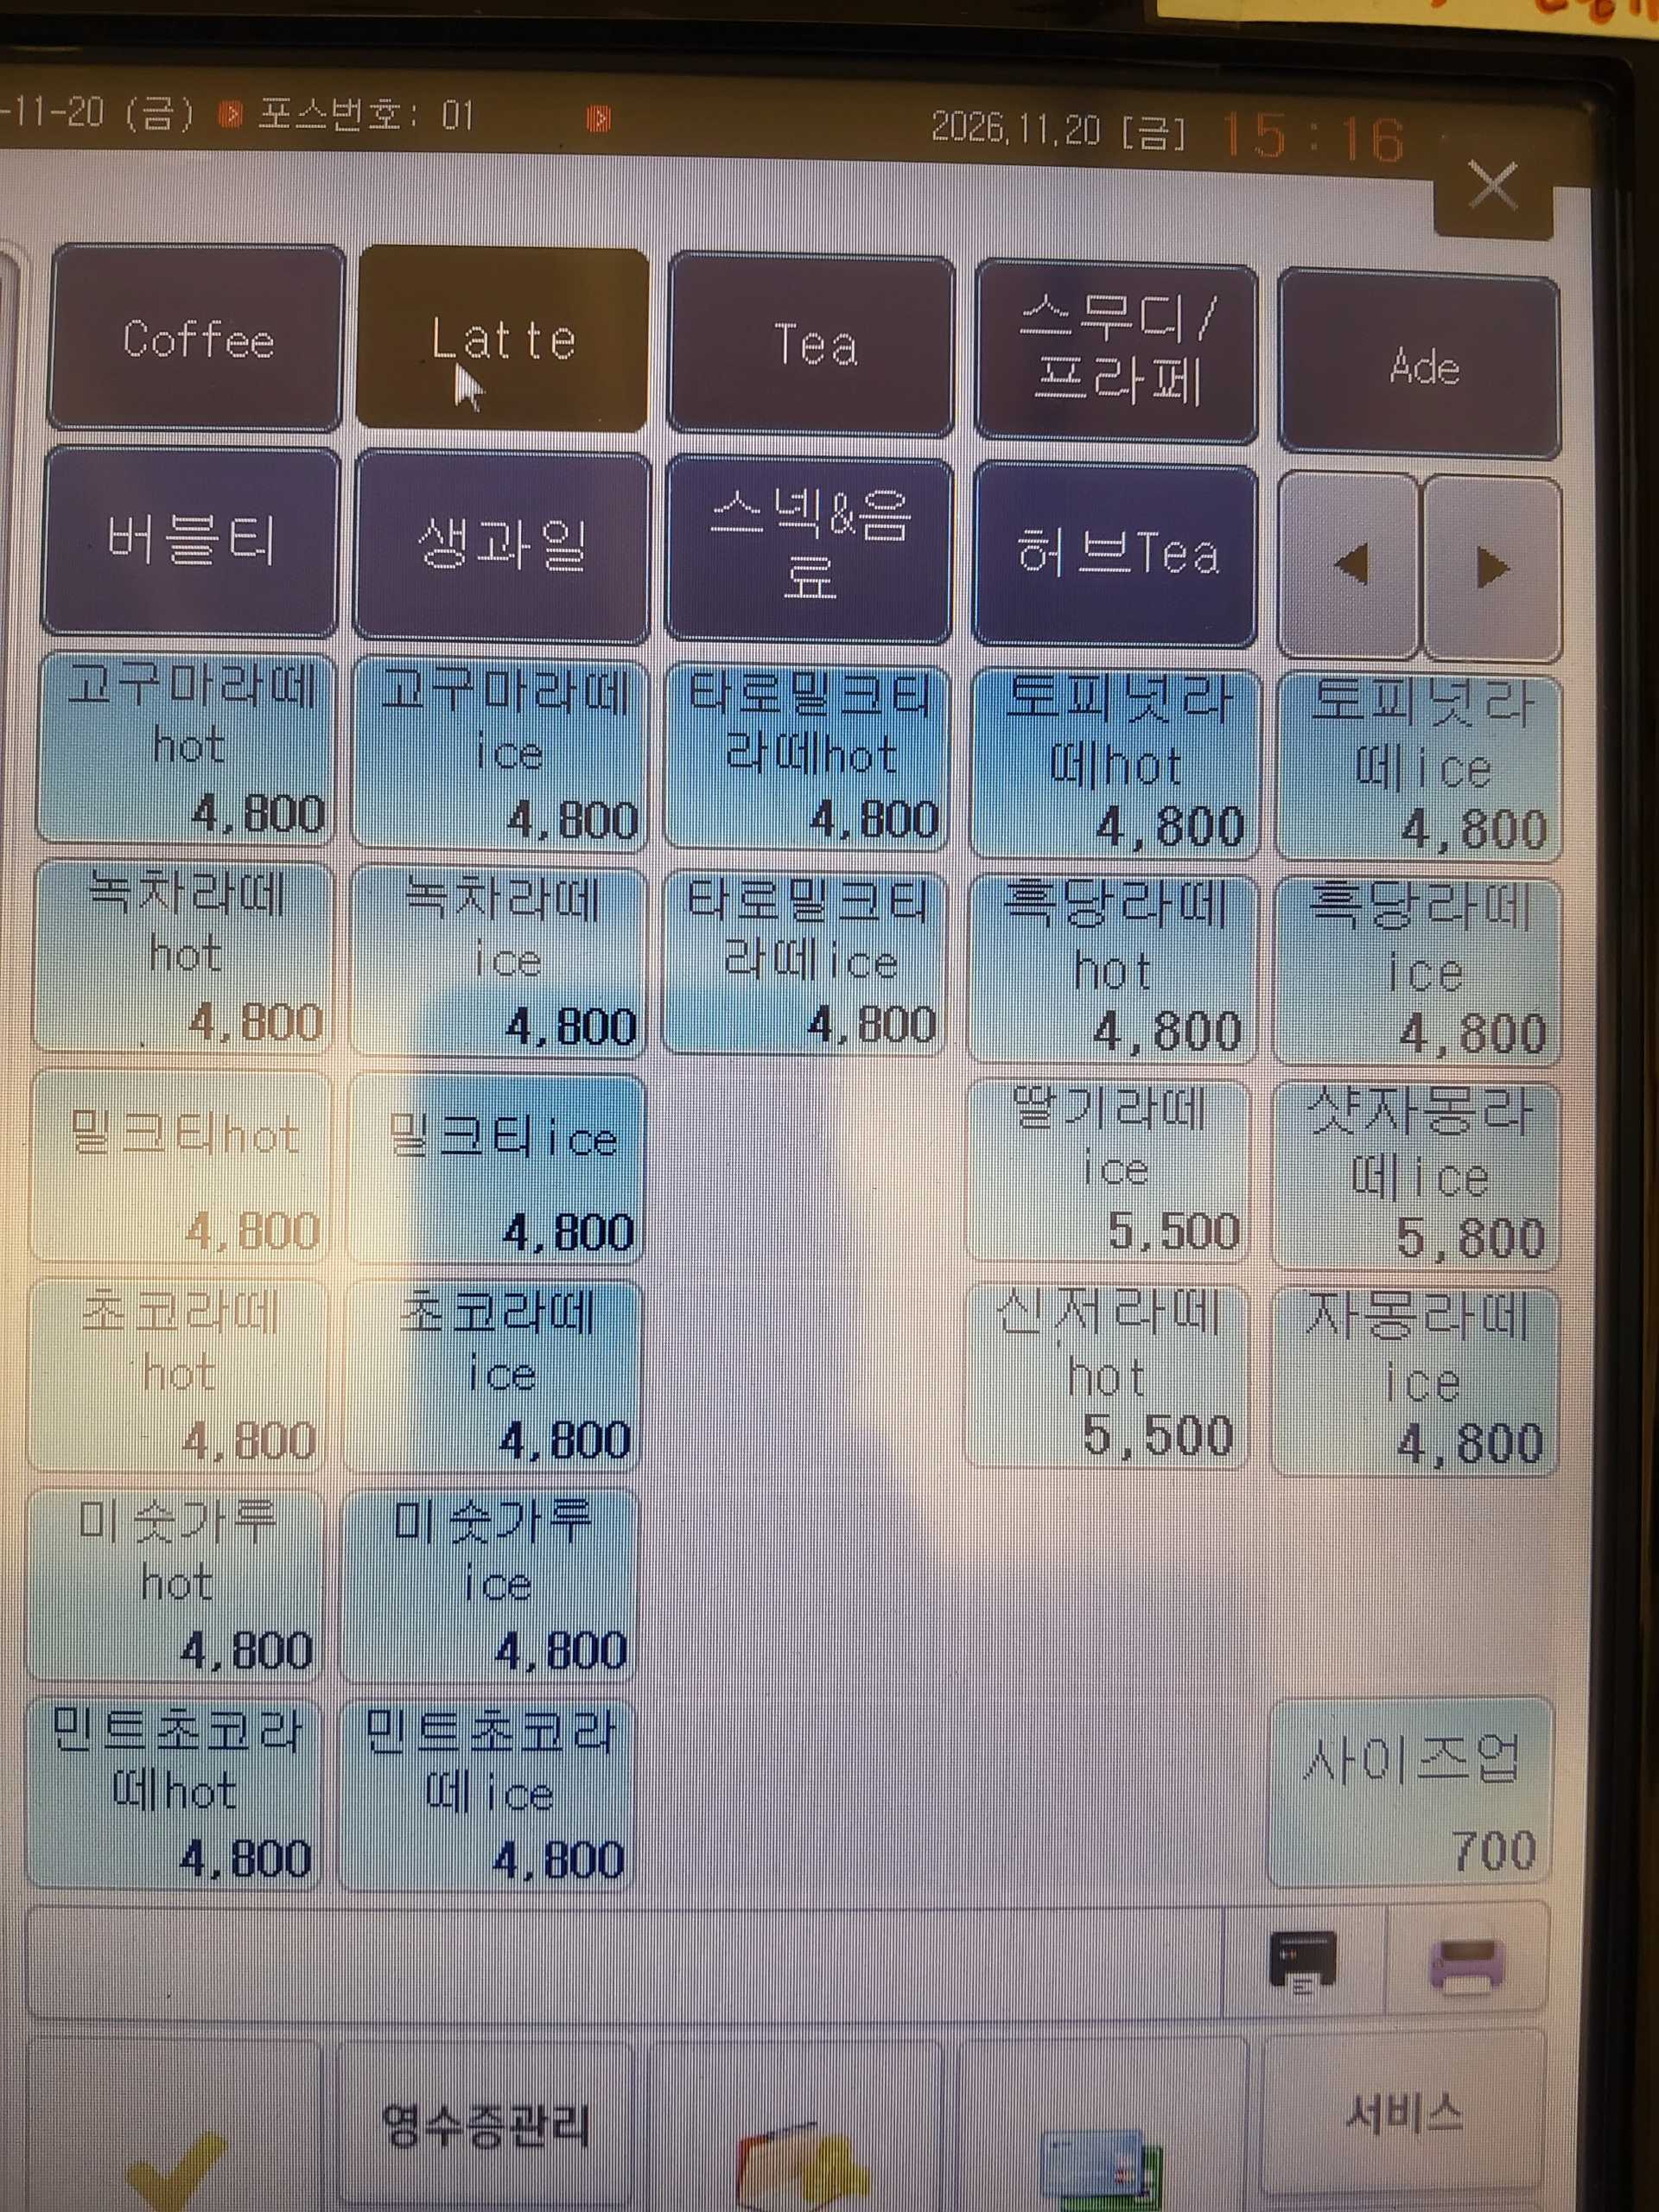 -11-20 (금) 포스번호: 01
2026.11.20 [금] 15:16
Coffee
Latte
Tea
스무디/
프라페
Ade
버블티
생과일
스넥&음
료
허브Tea
고구마라떼
hot
4,800
고구마라떼
ice
4,800
타로밀크티
라떼hot
4,800
토피넛라
떼hot
4,800
토피넛라
떼ice
4,800
녹차라떼
hot
4,800
녹차라떼
ice
4,800
타로밀크티
라떼ice
4,800
흑당라떼
hot
4,800
흑당라떼
ice
4,800
밀크티hot
4,800
밀크티ice
4,800
딸기라떼
ice
5,500
샷자몽라
떼ice
5,800
초코라떼
hot
4,800
초코라떼
ice
4,800
신저라떼
hot
5,500
자몽라떼
ice
4,800
미숫가루
hot
4,800
미숫가루
ice
4,800
민트초코라
떼hot
4,800
민트초코라
떼ice
4,800
사이즈업
700
영수증관리
서비스